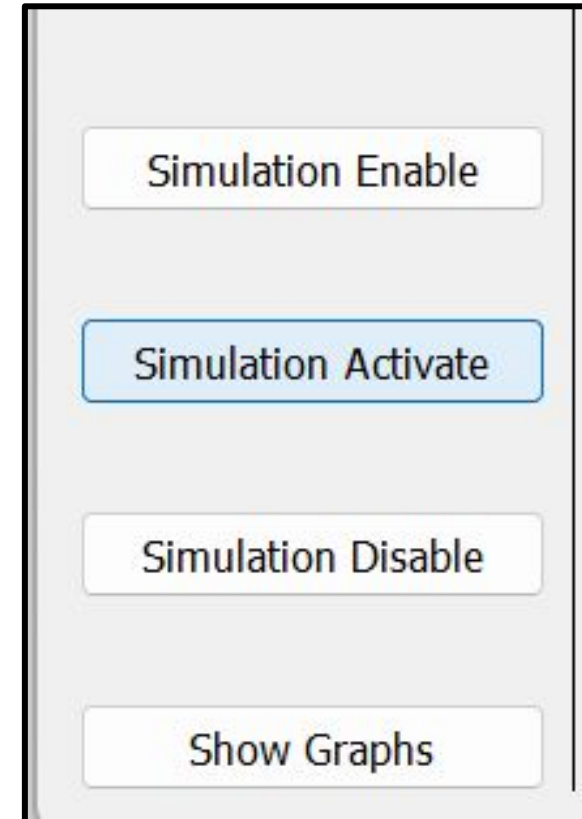 Simulation Enable
Simulation Activate
Simulation Disable
Show Graphs